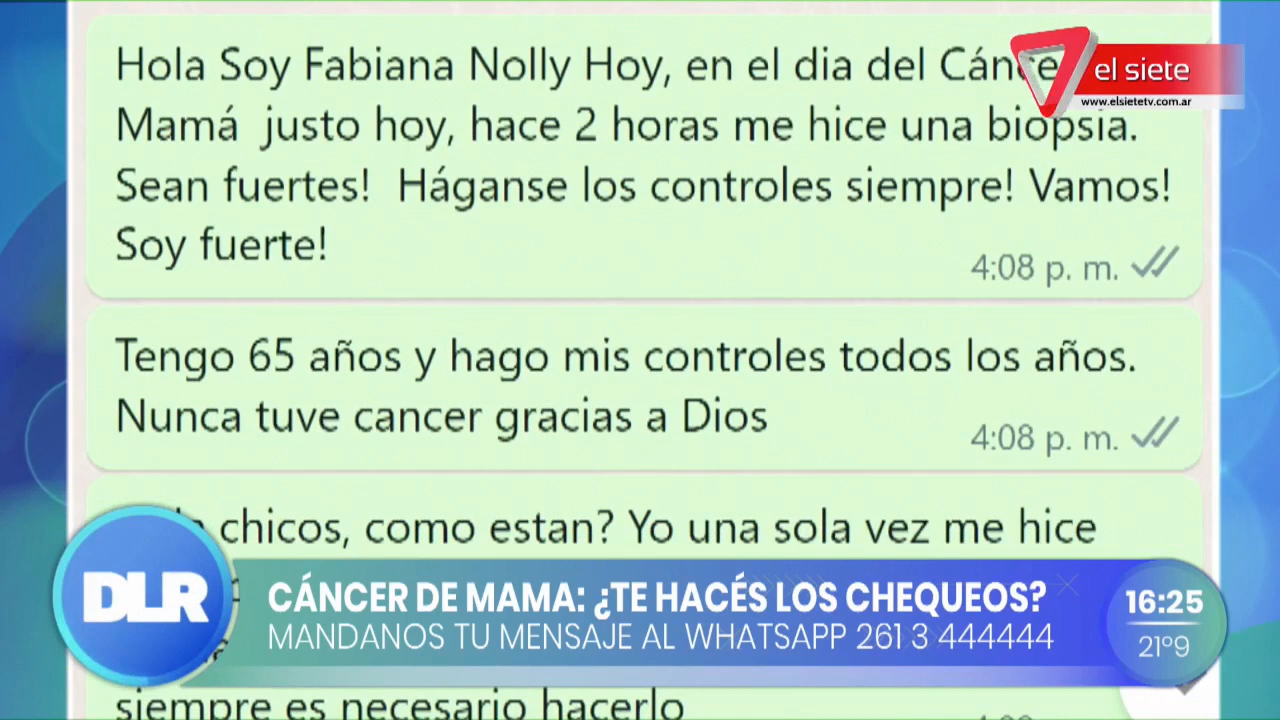 Hola Soy Fabiana Nolly Hoy, en el dia del
Mamá justo hoy, hace 2 horas me hice una biopsia.
Sean fuertes! Háganse los controles siempre! Vamos!
Soy fuerte!
4:08 p. m.
el siete
www.elsietetv.com.ar
Tengo 65 años y hago mis controles todos los años.
Nunca tuve cancer gracias a Dios
4:08 p. m.
chicos, como estan? Yo una sola vez me hice
DLR
CÁNCER DE MAMA: ¿TE HACÉS LOS CHEQUEOS?
MANDANOS TU MENSAJE AL WHATSAPP 261 3 444444
16:25
21º9
siempre es necesario hacerlo